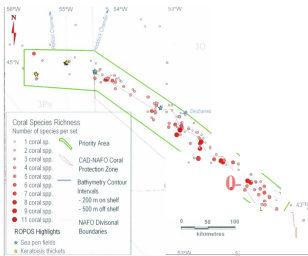 56°W 55°W 54°W 53°W
N
45°N
3O
3Ps
Desbarres
Coral Species Richness
Number of species per set
1 coral sp.
2 coral spp.
3 coral spp.
4 coral spp.
5 coral spp.
6 coral spp.
7 coral spp.
8 coral spp.
9 coral spp.
11 coral spp.
ROPOS Highlights
Sea pen fields
Keratoisis thickets
Priority Area
CAD-NAFO Coral
Protection Zone
Bathymetry Contour
Intervals
- 200 m on shelf
- 500 m off shelf
NAFO Divisional
Boundaries
0 50 100
kilometres
43°N
53°W